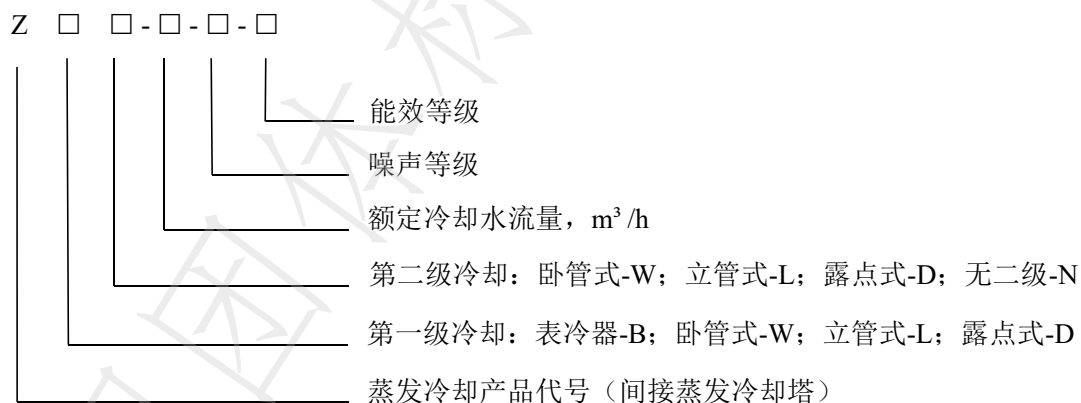 Z □ □ - □ - □ - □
能效等级
噪声等级
额定冷却水流量，m³/h
第二级冷却：卧管式-W；立管式-L；露点式-D；无二级-N
第一级冷却：表冷器-B；卧管式-W；立管式-L；露点式-D
蒸发冷却产品代号（间接蒸发冷却塔）